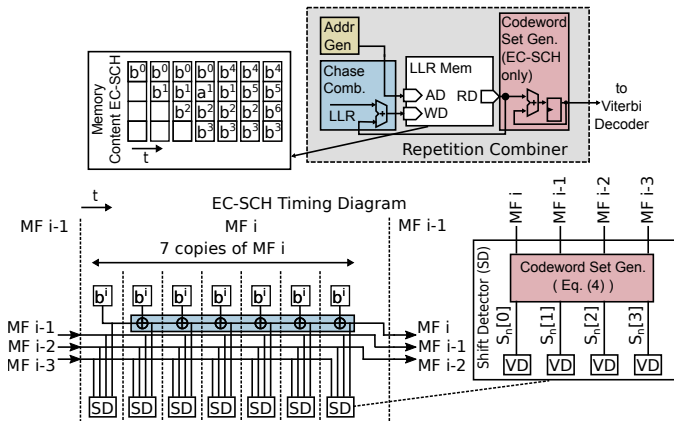 Repetition Combiner
Addr
Gen
Chase
Comb.
LLR
LLR Mem
AD
WD
RD
Codeword
Set Gen.
(EC-SCH
only)
to
Viterbi
Decoder
Memory
Content EC-SCH
b⁰ b⁰ b⁰ b⁰ b⁴ b⁴ b⁴
b¹ b¹ a¹ b¹ b⁵ b⁵
b² b² b² b² b⁶
b³ b³ b³ b³
t
t
EC-SCH Timing Diagram
MF i-1
MF i
MF i-1
7 copies of MF i
bⁱ bⁱ bⁱ bⁱ bⁱ bⁱ bⁱ
MF i-1
MF i-2
MF i-3
MF i
MF i-1
MF i-2
SD SD SD SD SD SD SD
Shift Detector (SD)
MF i
MF i-1
MF i-2
MF i-3
Codeword Set Gen.
( Eq. (4) )
Sₙ[0]
Sₙ[1]
Sₙ[2]
Sₙ[3]
VD VD VD VD